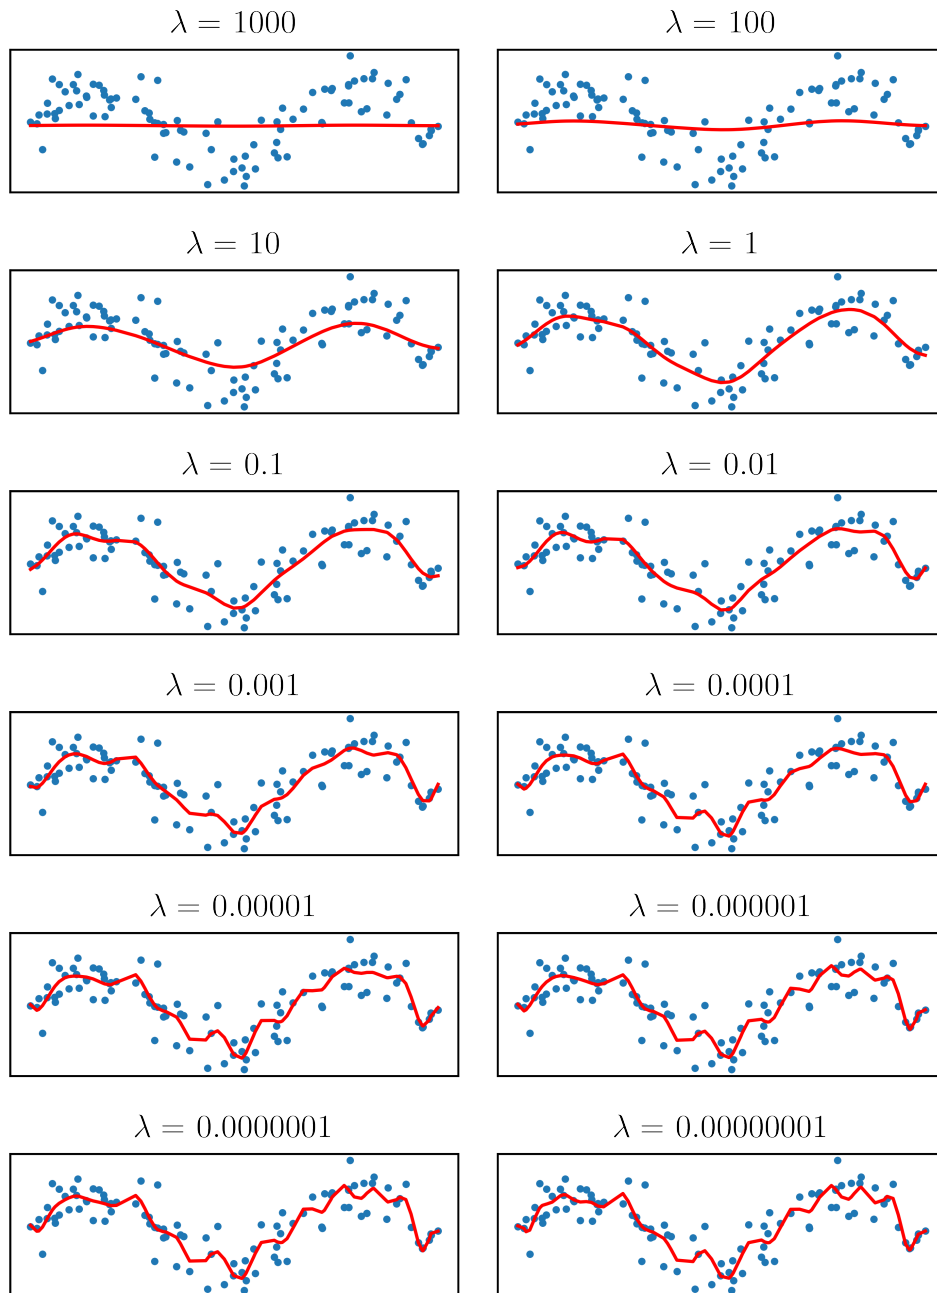 λ = 1000
λ = 100
λ = 10
λ = 1
λ = 0.1
λ = 0.01
λ = 0.001
λ = 0.0001
λ = 0.00001
λ = 0.000001
λ = 0.0000001
λ = 0.00000001